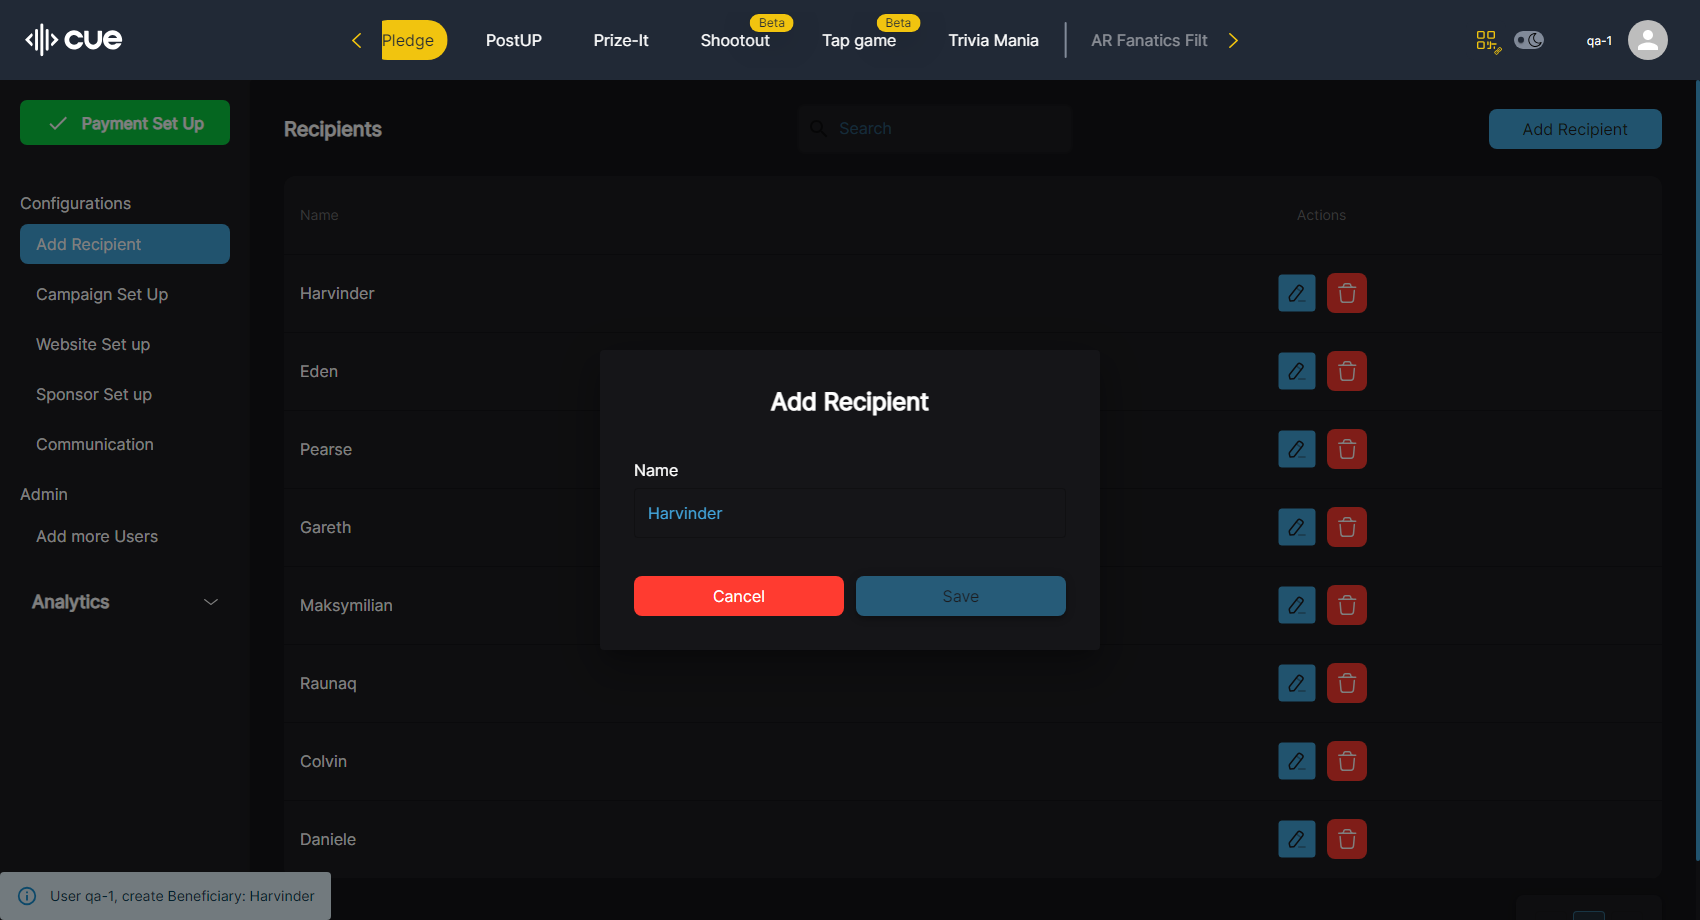 cue
Pledge
PostUP
Prize-It
Shootout
Beta
Tap game
Beta
Trivia Mania
AR Fanatics Filt
qa-1
Payment Set Up
Configurations
Add Recipient
Campaign Set Up
Website Set up
Sponsor Set up
Communication
Admin
Add more Users
Analytics
Recipients
Search
Add Recipient
Name Actions
Harvinder
Eden
Pearse
Gareth
Maksymilian
Raunaq
Colvin
Daniele
Add Recipient
Name
Harvinder
Cancel
Save
User qa-1, create Beneficiary: Harvinder